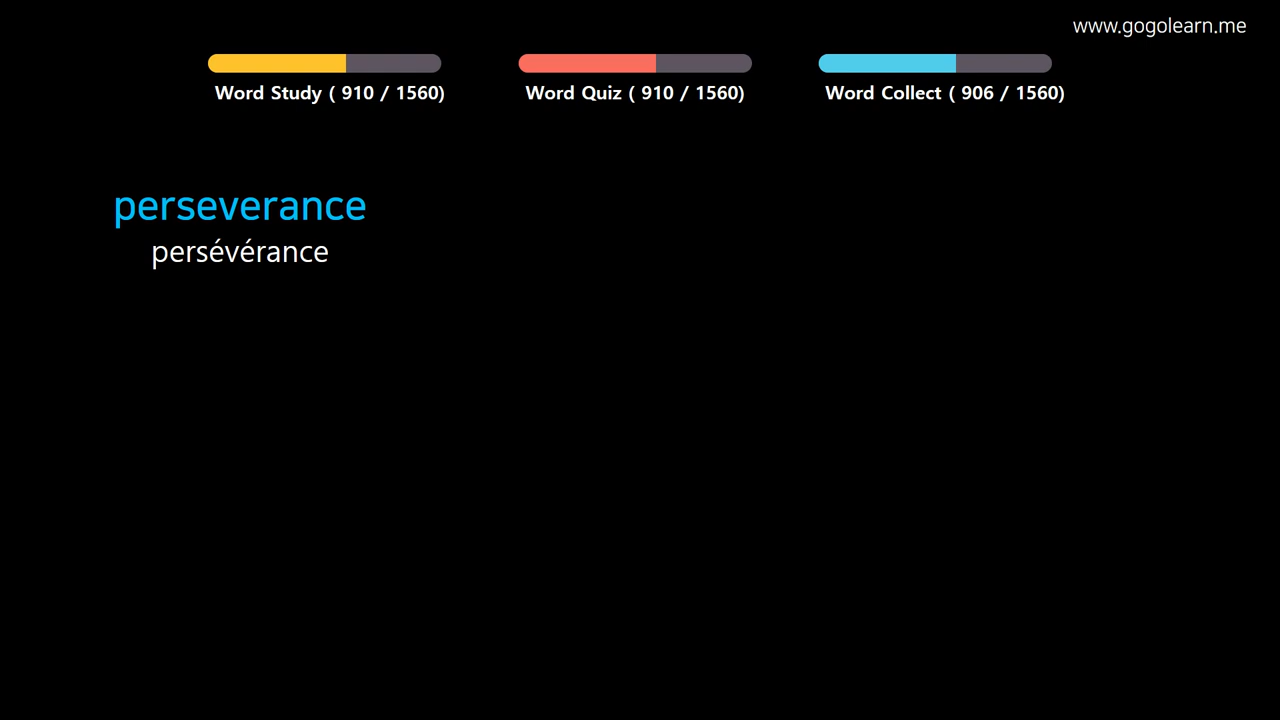 www.gogolearn.me
Word Study ( 910 / 1560)
Word Quiz ( 910 / 1560)
Word Collect ( 906 / 1560)
perseverance
persévérance